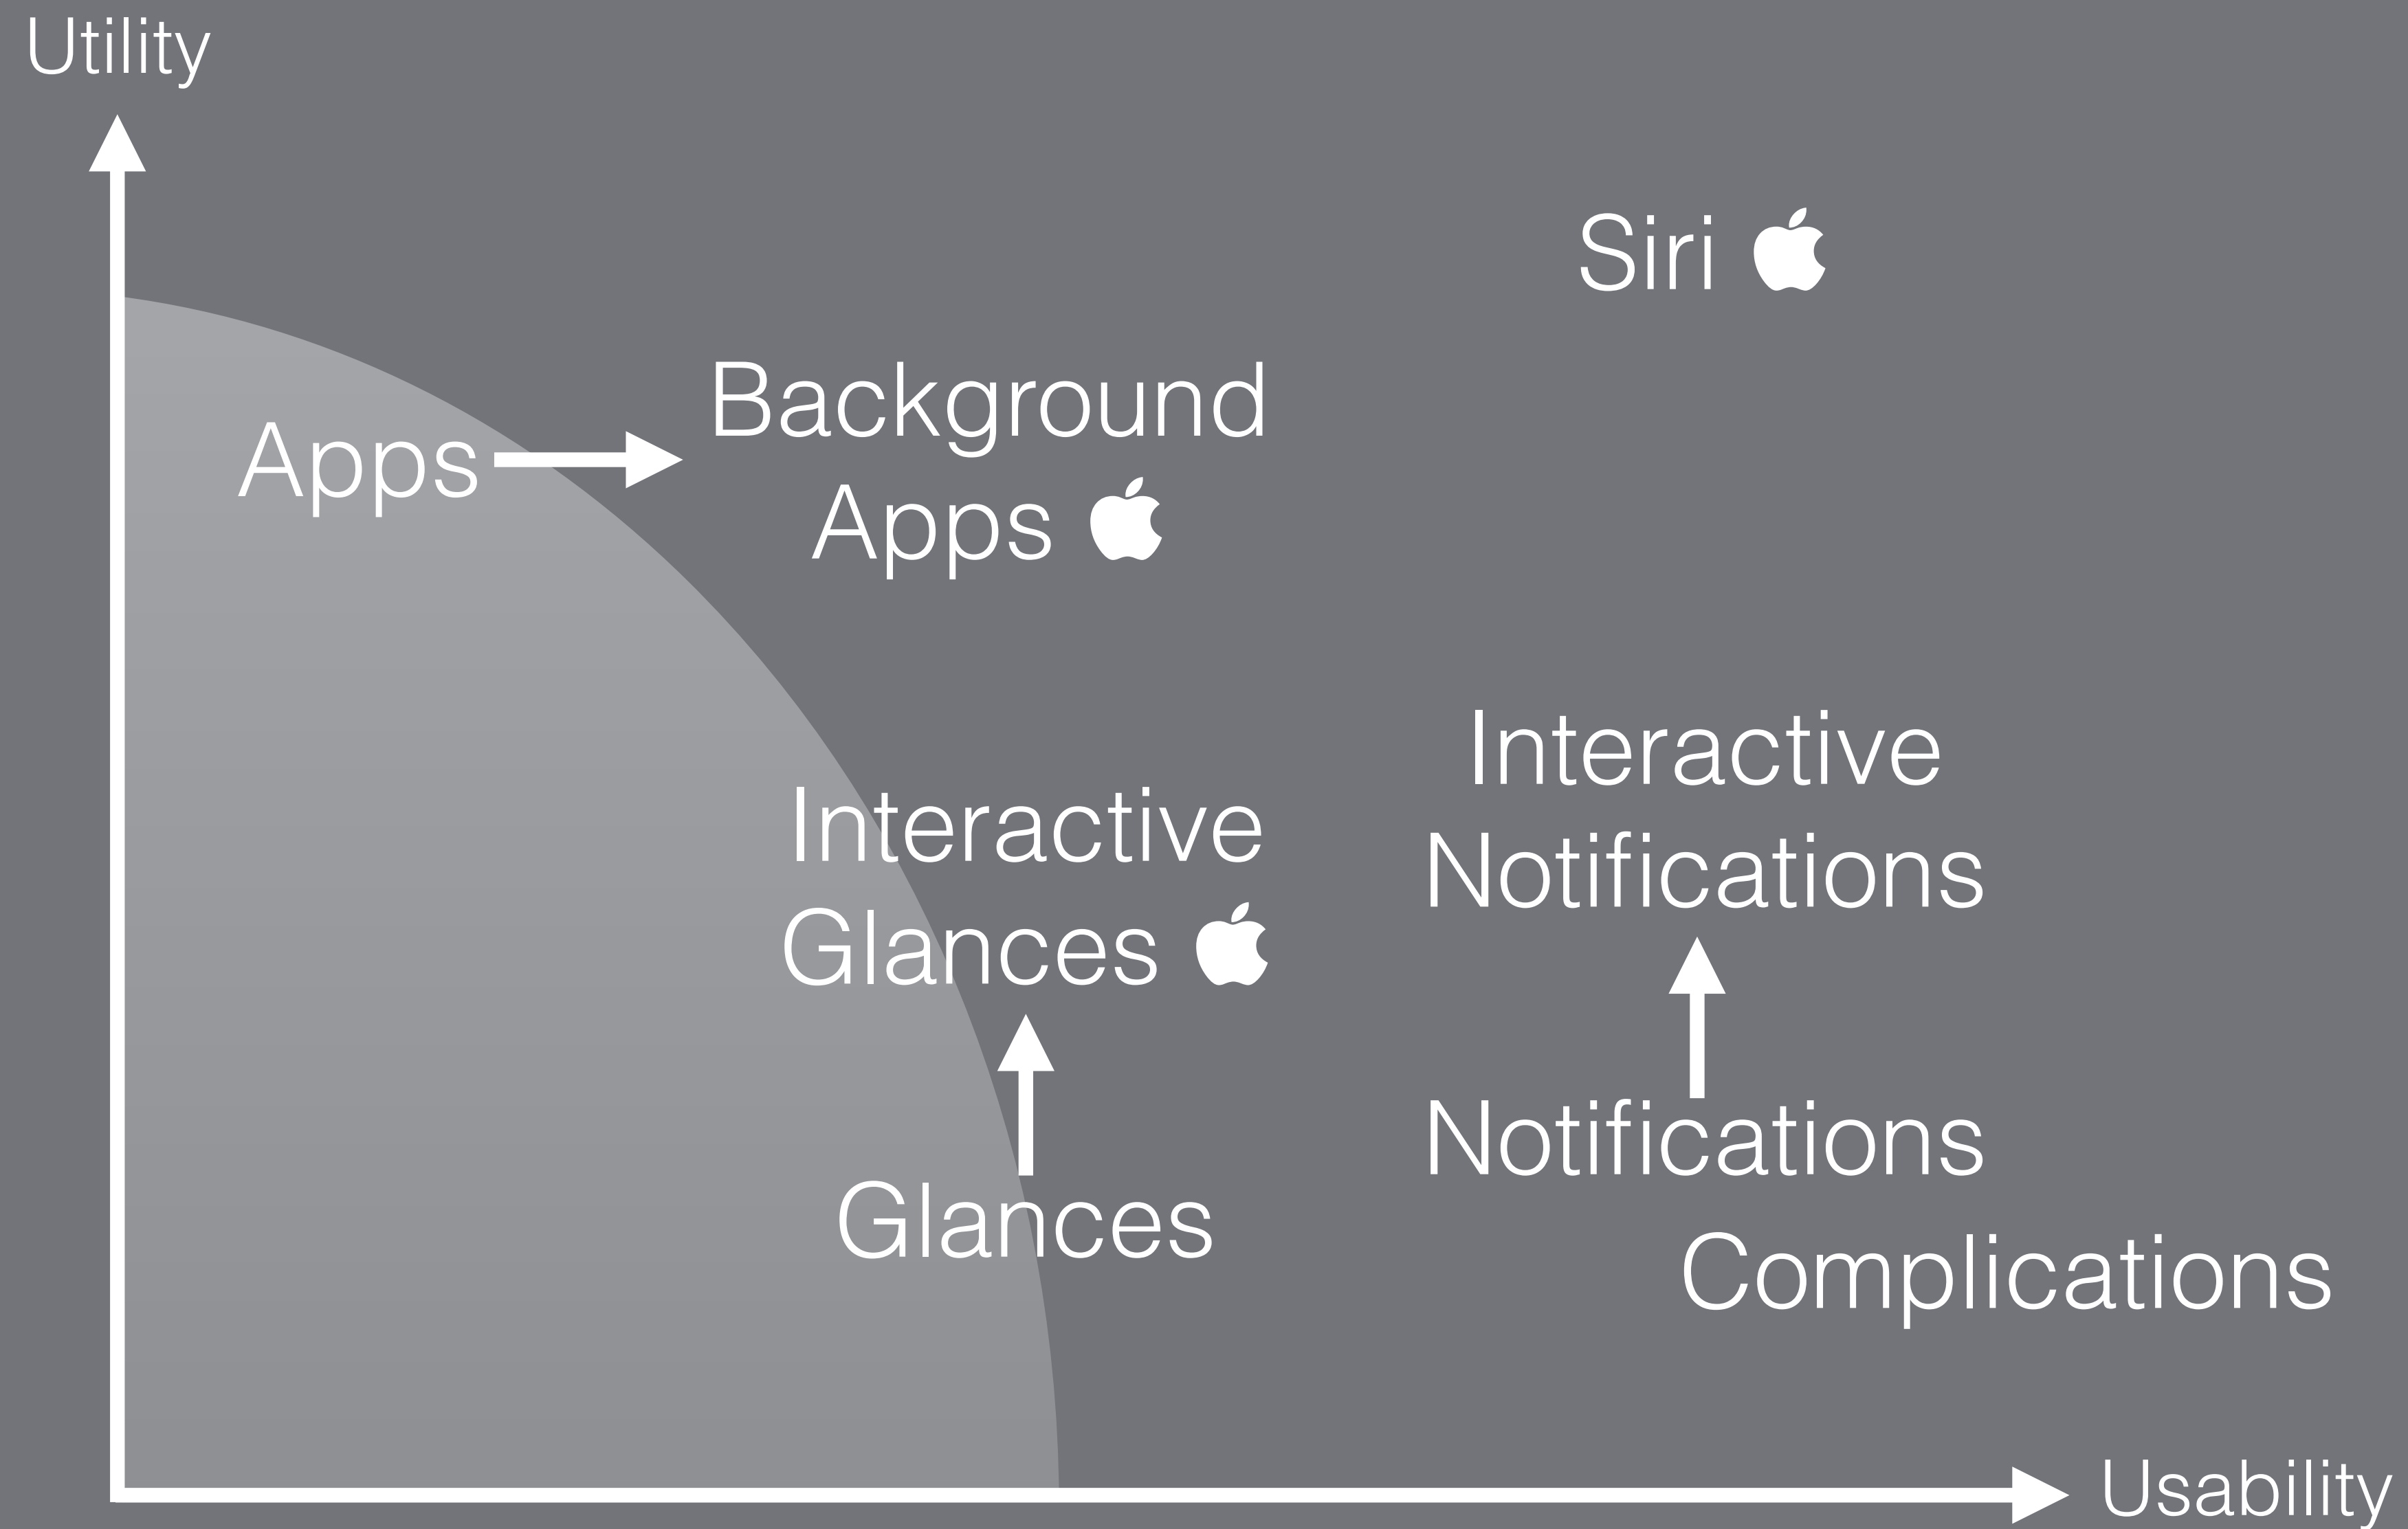 Utility
Siri
Background
Apps
Apps
Interactive
Notifications
Interactive
Glances
Notifications
Glances
Complications
Usability